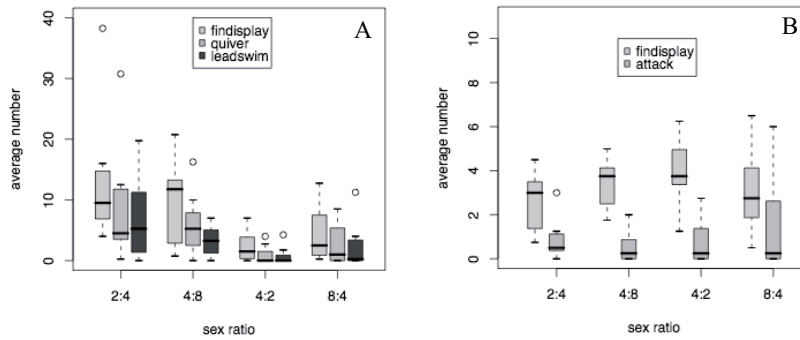 A
findisplay
quiver
leadswim
average number
40
30
20
10
0
2:4 4:8 4:2 8:4
sex ratio
B
findisplay
attack
average number
10
8
6
4
2
0
2:4 4:8 4:2 8:4
sex ratio